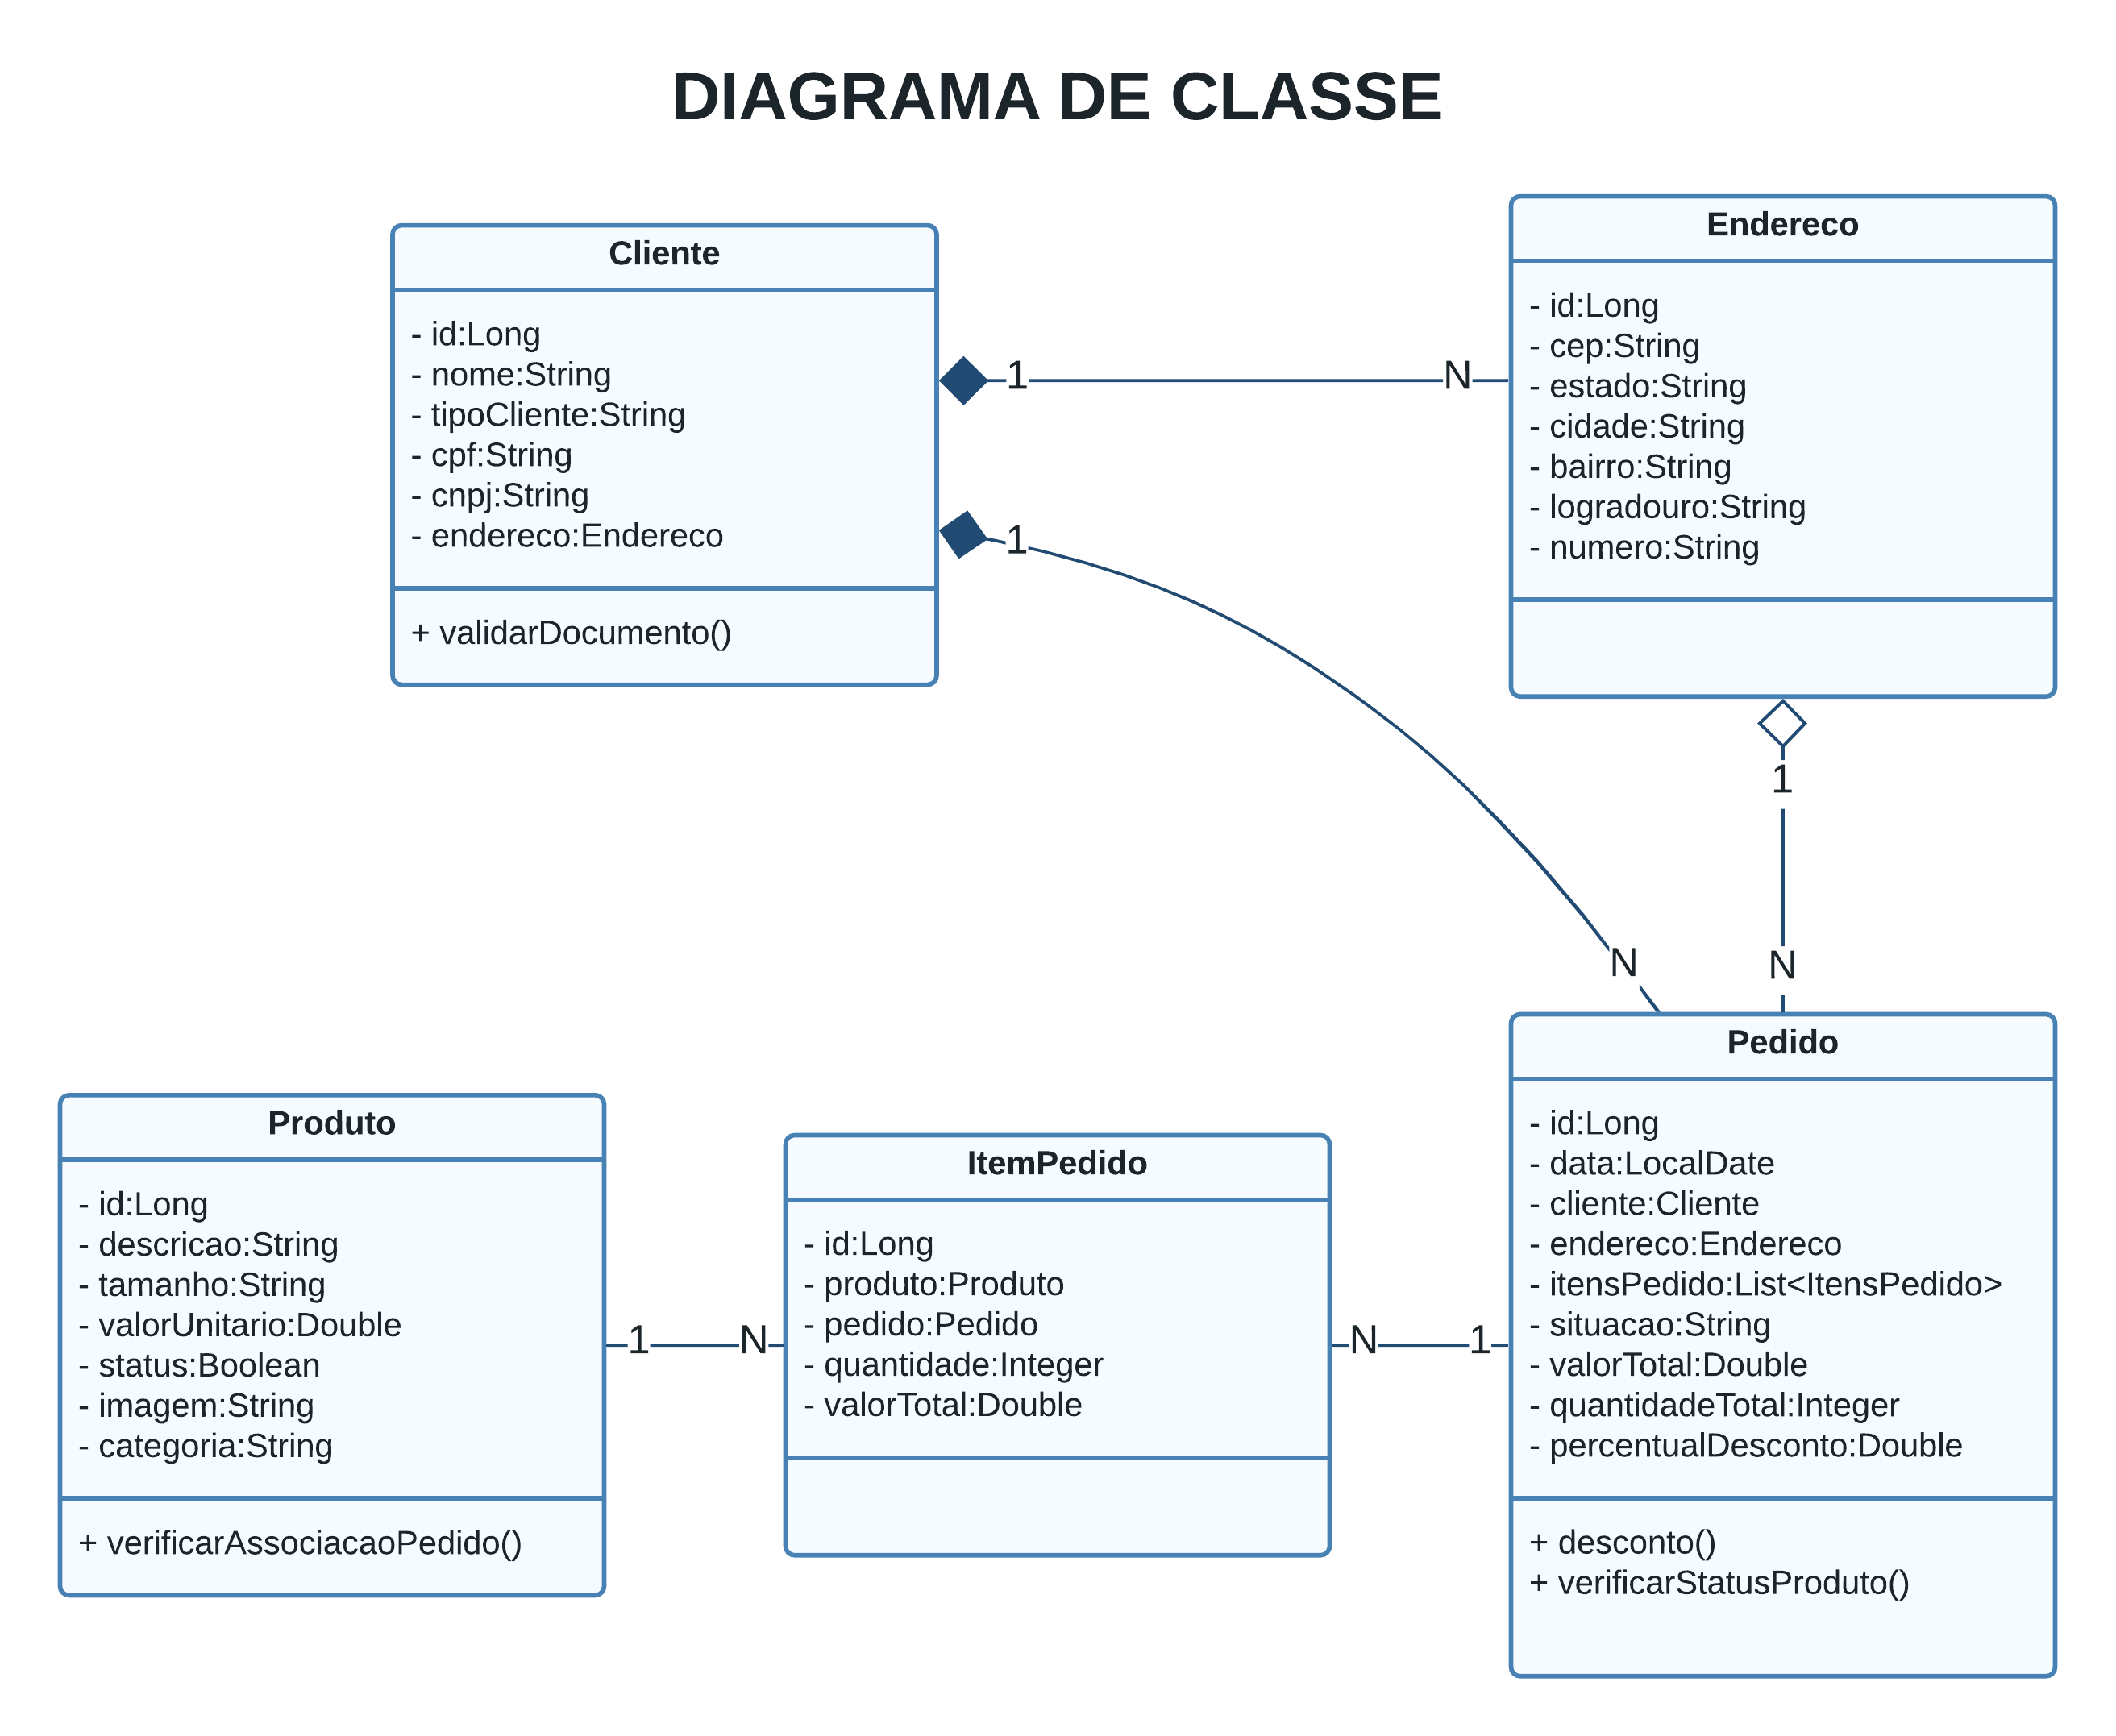 DIAGRAMA DE CLASSE
Cliente
- id:Long
- nome:String
- tipoCliente:String
- cpf:String
- cnpj:String
- endereco:Endereco
+ validarDocumento()
1
N
1
N
Endereco
- id:Long
- cep:String
- estado:String
- cidade:String
- bairro:String
- logradouro:String
- numero:String
1
N
Produto
- id:Long
- descricao:String
- tamanho:String
- valorUnitario:Double
- status:Boolean
- imagem:String
- categoria:String
+ verificarAssociacaoPedido()
1
N
ItemPedido
- id:Long
- produto:Produto
- pedido:Pedido
- quantidade:Integer
- valorTotal:Double
N
1
Pedido
- id:Long
- data:LocalDate
- cliente:Cliente
- endereco:Endereco
- itensPedido:List<ItensPedido>
- situacao:String
- valorTotal:Double
- quantidadeTotal:Integer
- percentualDesconto:Double
+ desconto()
+ verificarStatusProduto()